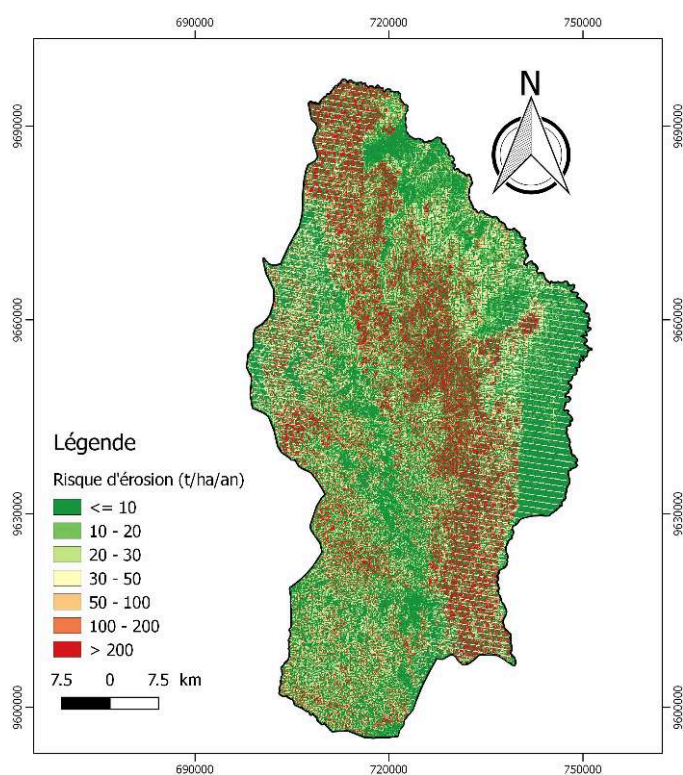 690000 720000 750000
N
9690000 9690000
9660000 9660000
Légende
Risque d'érosion (t/ha/an)
<= 10
10 - 20
20 - 30
30 - 50
50 - 100
100 - 200
> 200
9630000 9630000
7.5 0 7.5 km
9600000 9600000
690000 720000 750000